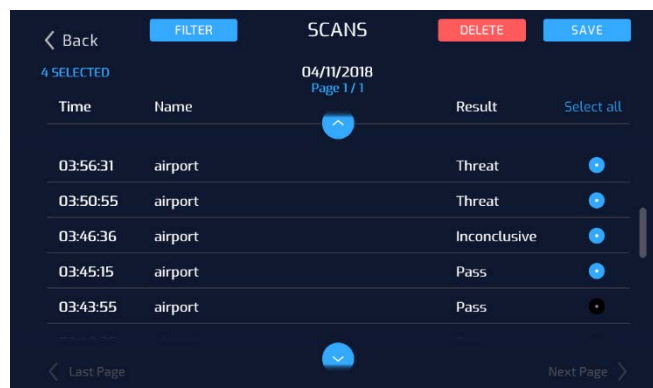 Back FILTER SCANS DELETE SAVE
4 SELECTED 04/11/2018
Page 1 / 1
Time Name Result Select all
03:56:31 airport Threat
03:50:55 airport Threat
03:46:36 airport Inconclusive
03:45:15 airport Pass
03:43:55 airport Pass
Last Page Next Page